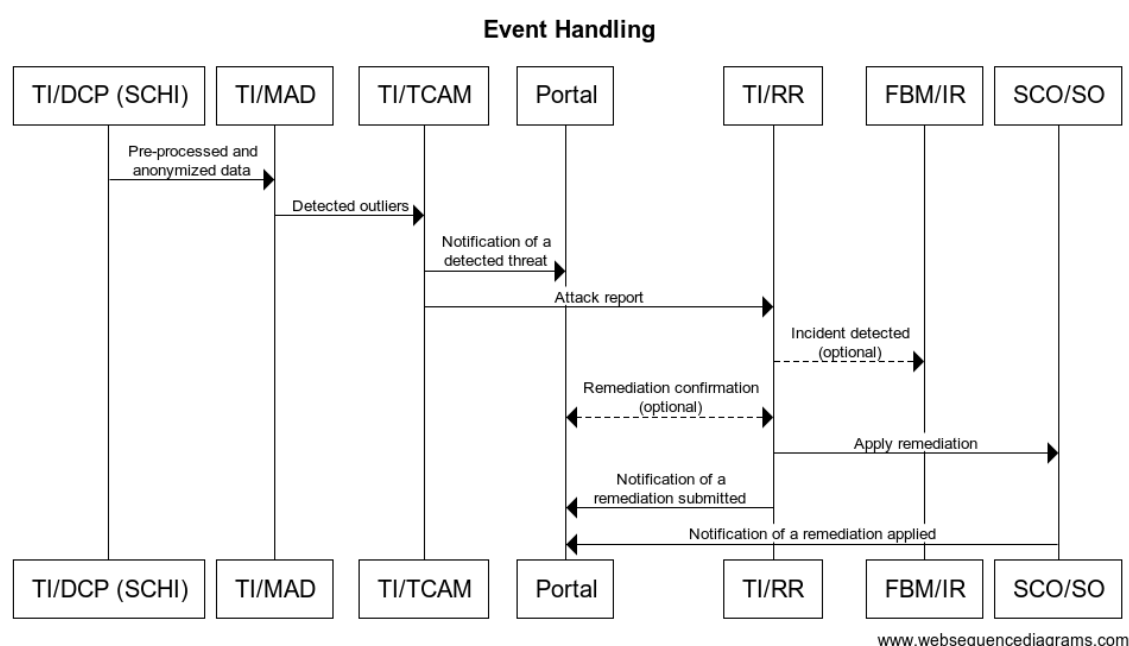 Event Handling
TI/DCP (SCHI) TI/MAD TI/TCAM Portal TI/RR FBM/IR SCO/SO
Pre-processed and
anonymized data
Detected outliers
Notification of a
detected threat
Attack report
Incident detected
(optional)
Remediation confirmation
(optional)
Apply remediation
Notification of a
remediation submitted
Notification of a remediation applied
TI/DCP (SCHI) TI/MAD TI/TCAM Portal TI/RR FBM/IR SCO/SO
www.websequencediagrams.com